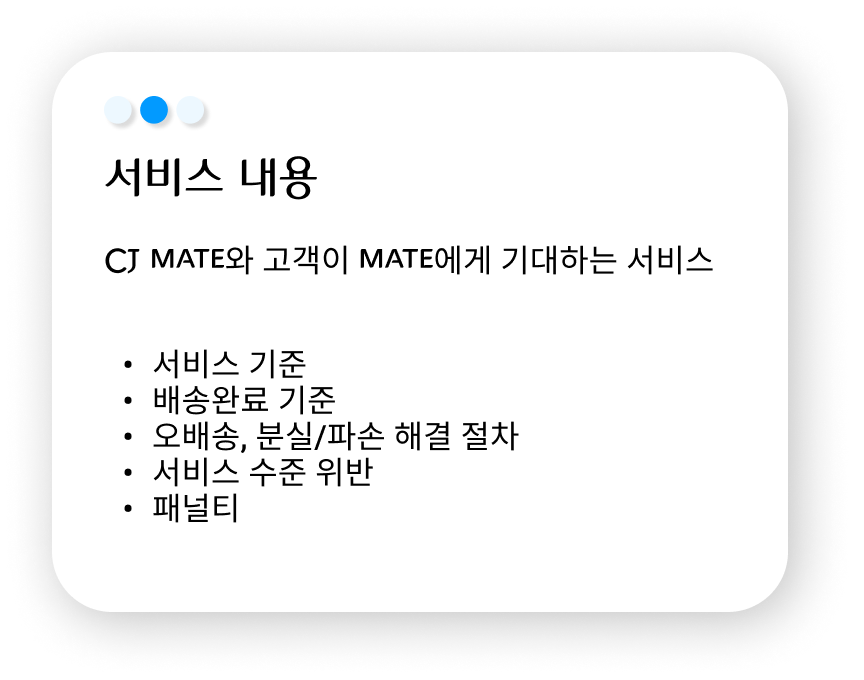 서비스 내용
CJ MATE와 고객이 MATE에게 기대하는 서비스
• 서비스 기준
• 배송완료 기준
• 오배송, 분실/파손 해결 절차
• 서비스 수준 위반
• 패널티